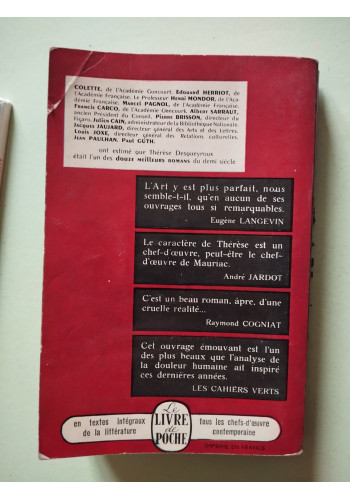 COLETTE, de l'Académie Goncourt, Edouard HERRIOT, de
l'Académie Française, Le Professeur Henri MONDOR, de l'Aca-
démie Française, Marcel PAGNOL, de l'Académie Française,
Francis CARCO, de l'Académie Goncourt, Albert SARRAUT,
ancien Président du Conseil, Pierre BRISSON, directeur du
Figaro, Julien CAIN, administrateur de la Bibliothèque Nationale,
Jacques JAUJARD, directeur général des Arts et des Lettres,
Louis JOXE, directeur général des Relations culturelles,
Jean PAULHAN, Paul GUTH,
ont estimé que Thérèse Desqueyroux
était l'un des douze meilleurs romans du demi siècle
L'Art y est plus parfait, nous
semble-t-il, qu'en aucun de ses
ouvrages tous si remarquables.
Eugène LANGEVIN
Le caractère de Thérèse est un
chef-d'œuvre, peut-être le chef-
d'œuvre de Mauriac.
André JARDOT
C'est un beau roman, âpre, d'une
cruelle réalité...
Raymond COGNIAT
Cet ouvrage émouvant est l'un
des plus beaux que l'analyse de
la douleur humaine ait inspiré
ces dernières années.
LES CAHIERS VERTS
en textes intégraux
de la littérature
Le
LIVRE
de
POCHE
tous les chefs-d'œuvre
contemporaine
IMPRIMÉ EN FRANCE